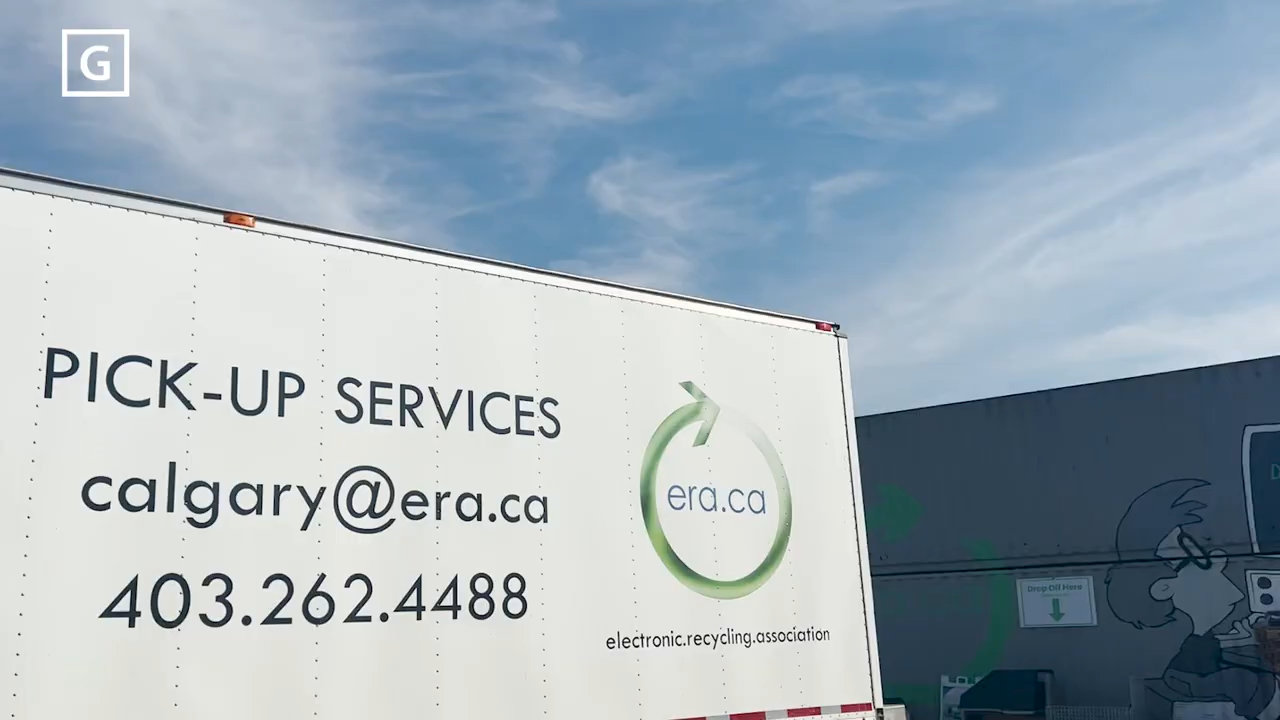 G
PICK-UP SERVICES
calgary@era.ca
403.262.4488
era.ca
electronic.recycling.association
Drop Off Here